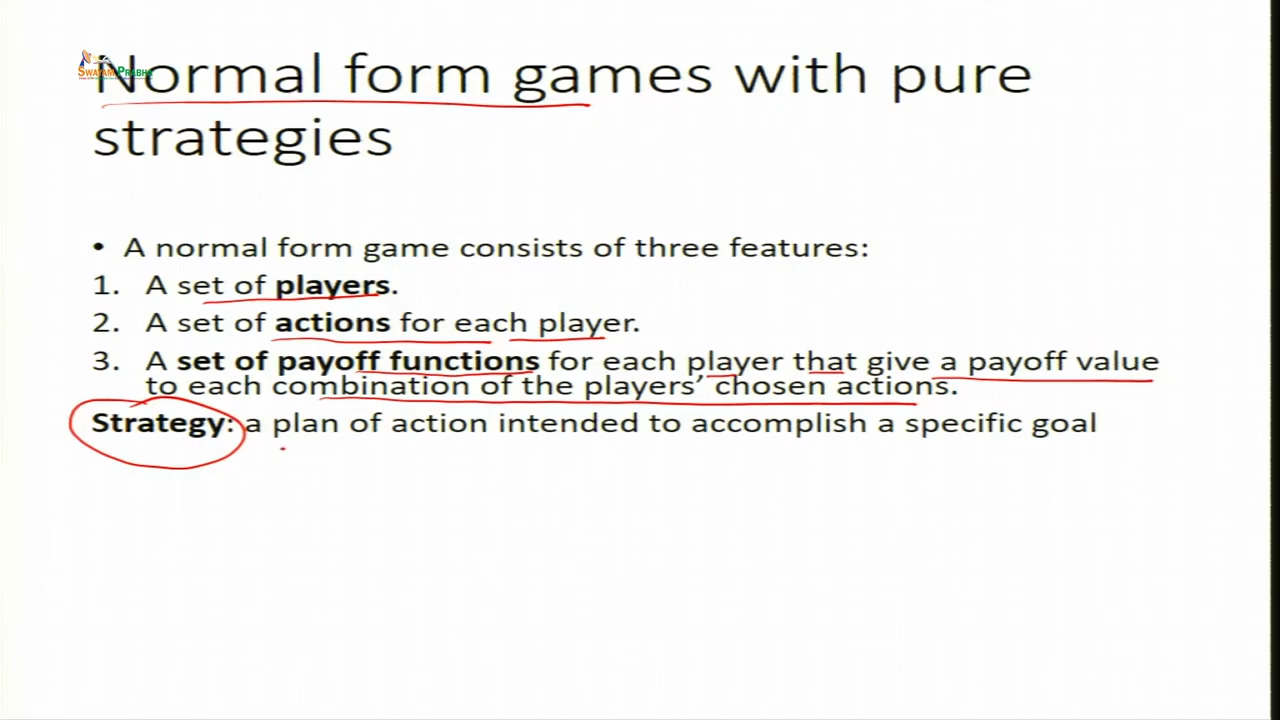 SWAYAM PRABHA
Normal form games with pure
strategies
• A normal form game consists of three features:
1. A set of players.
2. A set of actions for each player.
3. A set of payoff functions for each player that give a payoff value
to each combination of the players’ chosen actions.
Strategy: a plan of action intended to accomplish a specific goal